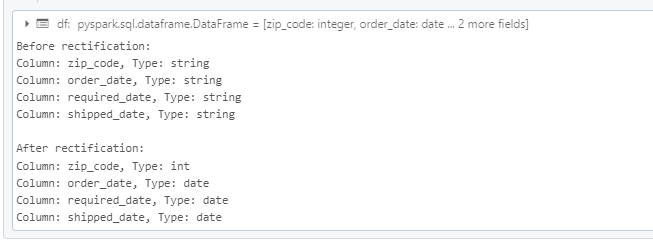 df: pyspark.sql.dataframe.DataFrame = [zip_code: integer, order_date: date ... 2 more fields]
Before rectification:
Column: zip_code, Type: string
Column: order_date, Type: string
Column: required_date, Type: string
Column: shipped_date, Type: string
After rectification:
Column: zip_code, Type: int
Column: order_date, Type: date
Column: required_date, Type: date
Column: shipped_date, Type: date